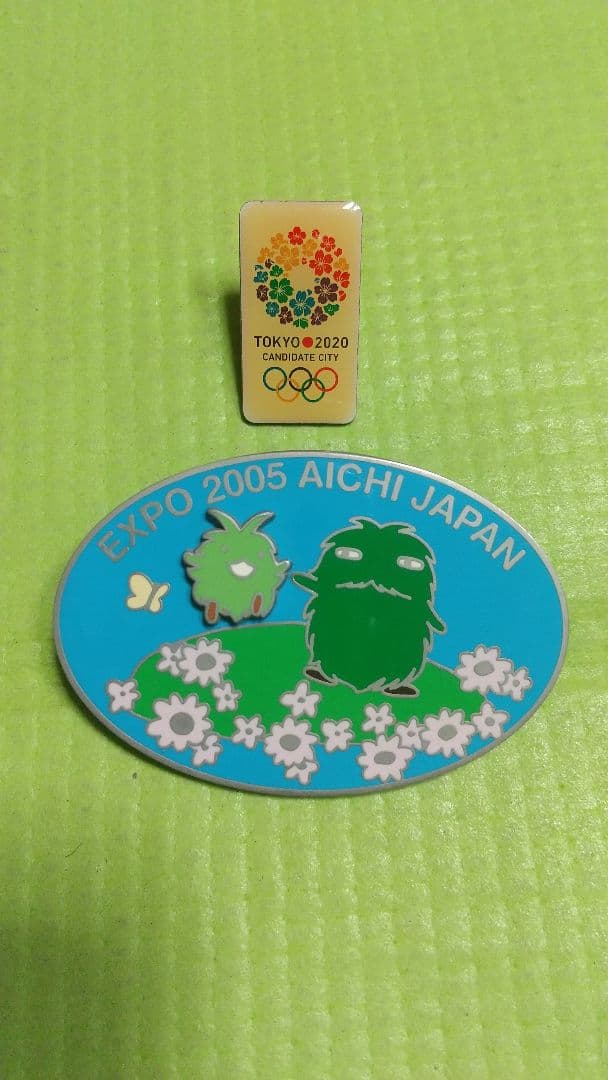 TOKYO 2020
CANDIDATE CITY
EXPO 2005 AICHI JAPAN